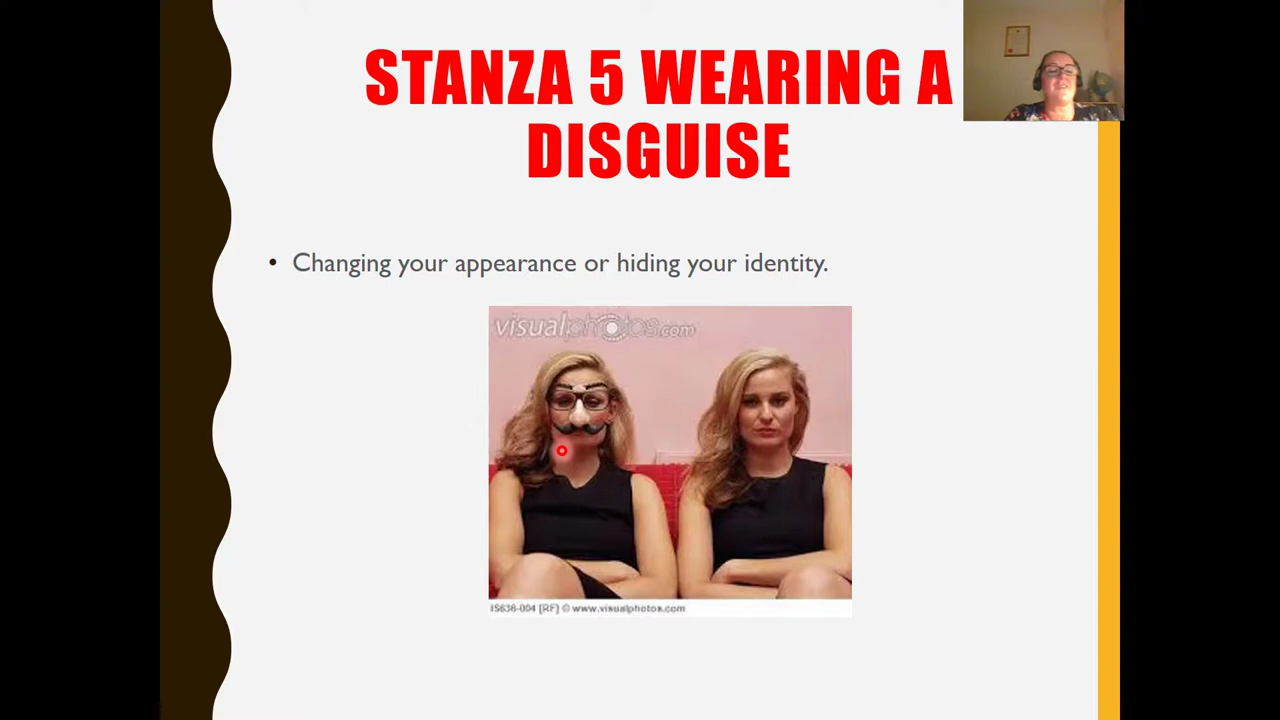 STANZA 5 WEARING A
DISGUISE
• Changing your appearance or hiding your identity.
visualphotos.com
IS636-004 [RF] © www.visualphotos.com